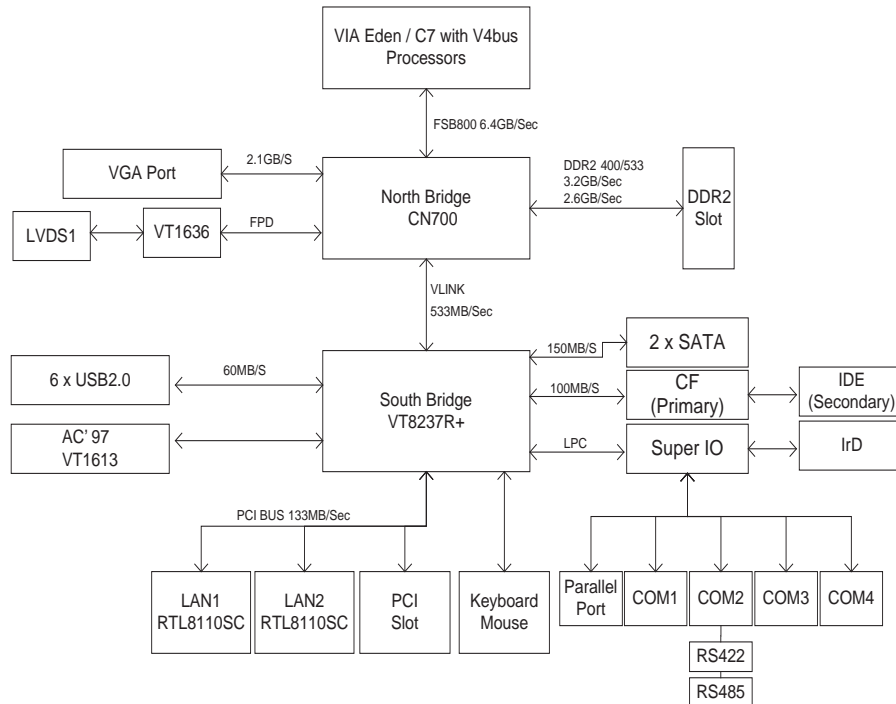 VIA Eden / C7 with V4bus
Processors
FSB800 6.4GB/Sec
VGA Port
2.1GB/S
North Bridge
CN700
DDR2 400/533
3.2GB/Sec
2.6GB/Sec
DDR2
Slot
LVDS1
VT1636
FPD
VLINK
533MB/Sec
6 x USB2.0
60MB/S
South Bridge
VT8237R+
150MB/S
2 x SATA
100MB/S
CF
(Primary)
IDE
(Secondary)
AC' 97
VT1613
LPC
Super IO
IrD
PCI BUS 133MB/Sec
LAN1
RTL8110SC
LAN2
RTL8110SC
PCI
Slot
Keyboard
Mouse
Parallel
Port
COM1
COM2
COM3
COM4
RS422
RS485